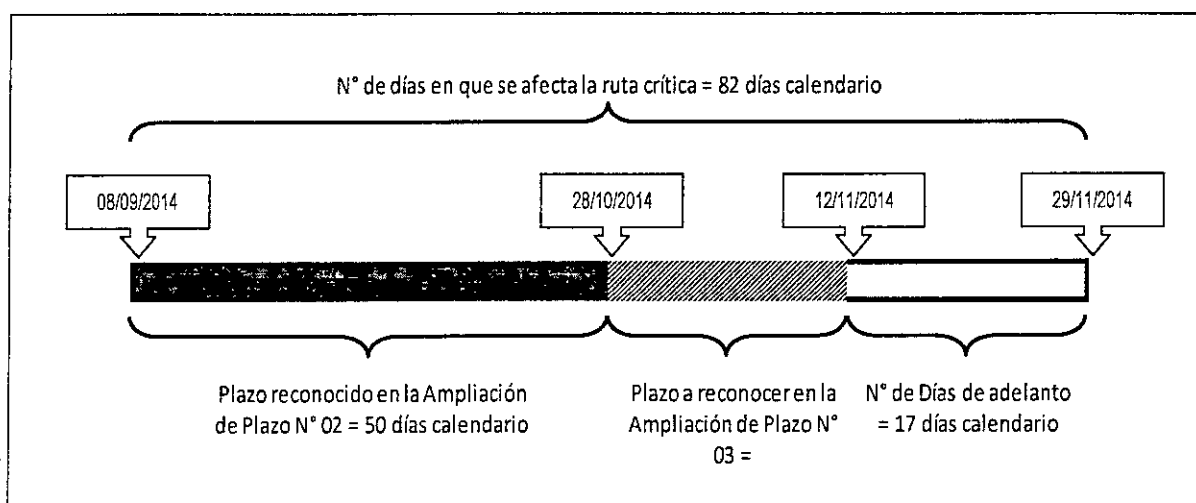 N° de días en que se afecta la ruta crítica = 82 días calendario
08/09/2014
28/10/2014
12/11/2014
29/11/2014
Plazo reconocido en la Ampliación
de Plazo N° 02 = 50 días calendario
Plazo a reconocer en la
Ampliación de Plazo N°
03 =
N° de Días de adelanto
= 17 días calendario